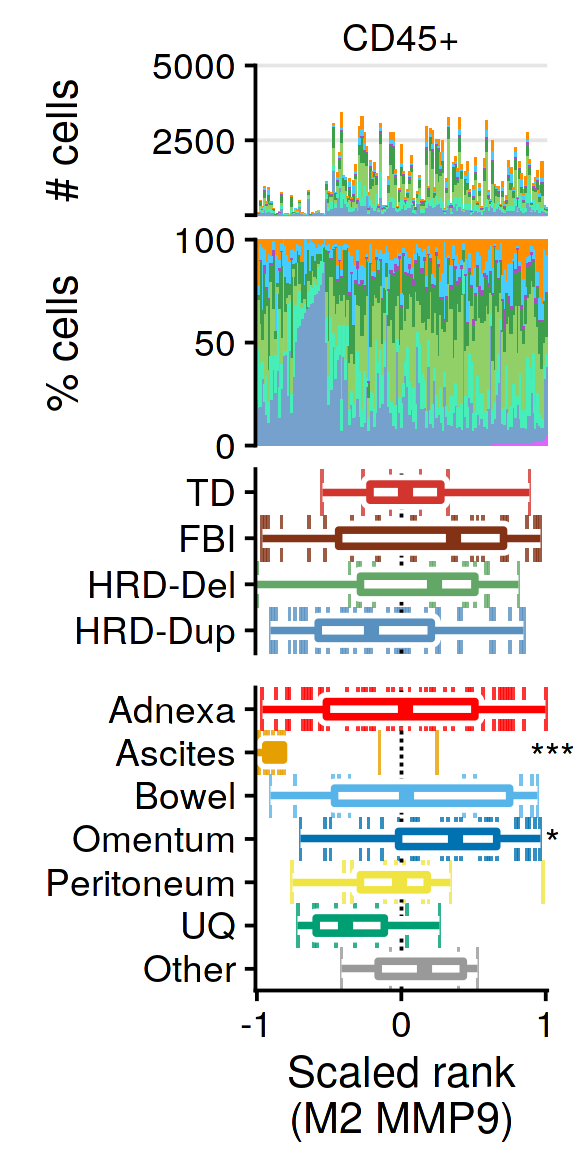 CD45+
5000
2500
# cells
100
50
0
% cells
TD
FBI
HRD-Del
HRD-Dup
Adnexa
Ascites ***
Bowel
Omentum *
Peritoneum
UQ
Other
-1 0 1
Scaled rank
(M2 MMP9)